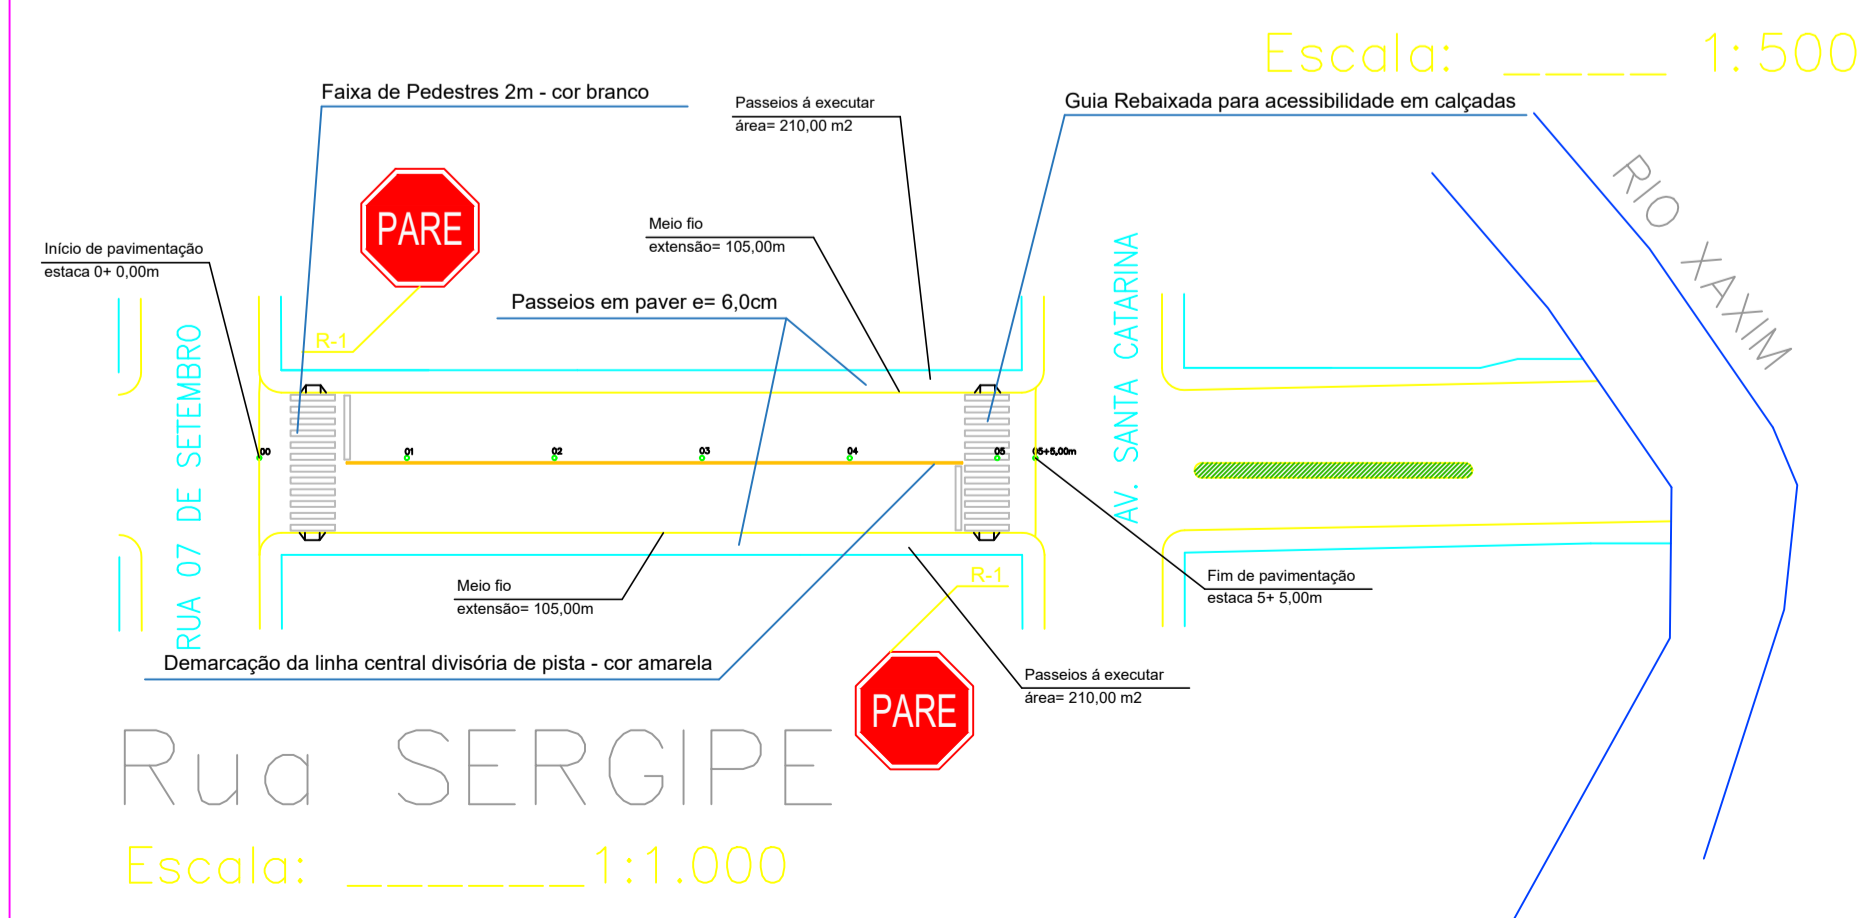 Escala: _____ 1:500
Faixa de Pedestres 2m - cor branco
Passeios á executar
área= 210,00 m2
Guia Rebaixada para acessibilidade em calçadas
RIO XAXIM
PARE
Meio fio
extensão= 105,00m
Início de pavimentação
estaca 0+ 0,00m
Passeios em paver e= 6,0cm
R-1
RUA 07 DE SETEMBRO
AV. SANTA CATARINA
00
01
02
03
04
05
05+5,00m
Meio fio
extensão= 105,00m
R-1
Fim de pavimentação
estaca 5+ 5,00m
Demarcação da linha central divisória de pista - cor amarela
Passeios á executar
área= 210,00 m2
PARE
Rua SERGIPE
Escala: ______1:1.000